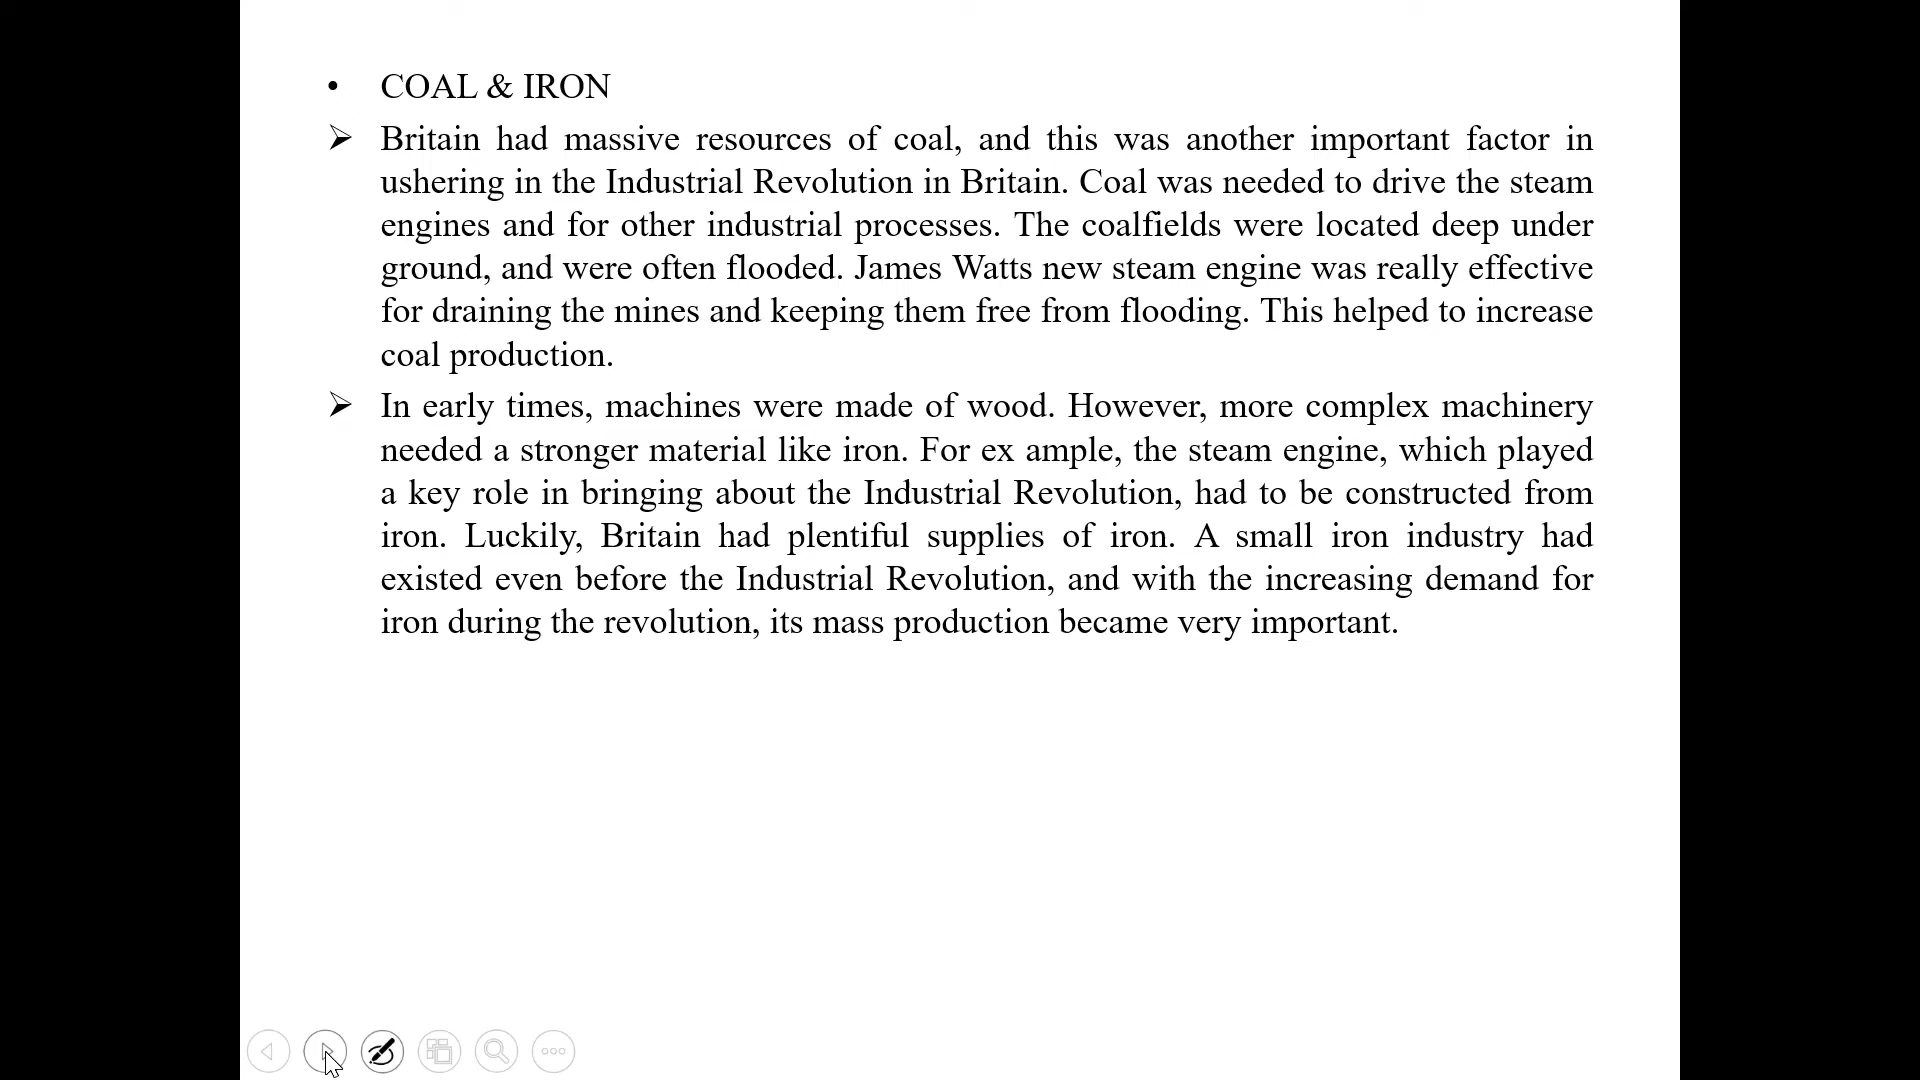 • COAL & IRON
➢ Britain had massive resources of coal, and this was another important factor in
ushering in the Industrial Revolution in Britain. Coal was needed to drive the steam
engines and for other industrial processes. The coalfields were located deep under
ground, and were often flooded. James Watts new steam engine was really effective
for draining the mines and keeping them free from flooding. This helped to increase
coal production.
➢ In early times, machines were made of wood. However, more complex machinery
needed a stronger material like iron. For ex ample, the steam engine, which played
a key role in bringing about the Industrial Revolution, had to be constructed from
iron. Luckily, Britain had plentiful supplies of iron. A small iron industry had
existed even before the Industrial Revolution, and with the increasing demand for
iron during the revolution, its mass production became very important.